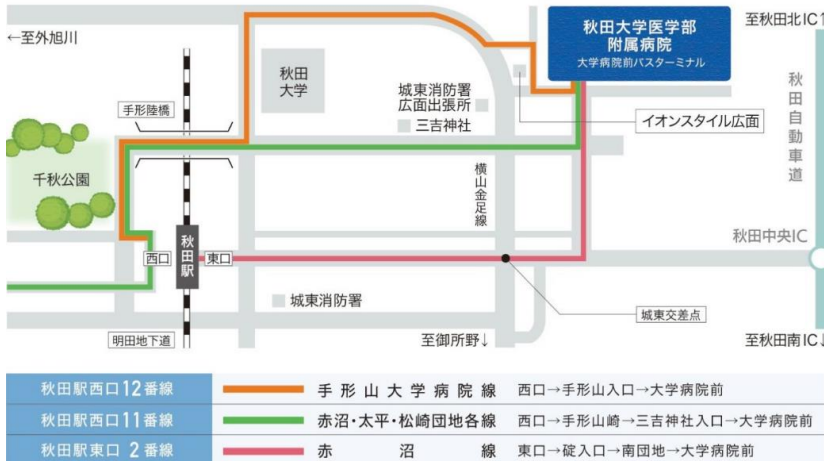 秋田大学医学部
附属病院
大学病院前バスターミナル
至秋田北IC↑
←至外旭川
秋田
大学
手形陸橋
城東消防署
広面出張所
三吉神社
イオンスタイル広面
秋田自動車道
千秋公園
横山金足線
秋田中央IC
西口
秋田駅
東口
城東消防署
城東交差点
明田地下道
至御所野↓
至秋田南IC↓
秋田駅西口12番線 手形山大学病院線 西口→手形山入口→大学病院前
秋田駅西口11番線 赤沼・太平・松崎団地各線 西口→手形山崎→三吉神社入口→大学病院前
秋田駅東口 2番線 赤沼線 東口→碇入口→南団地→大学病院前